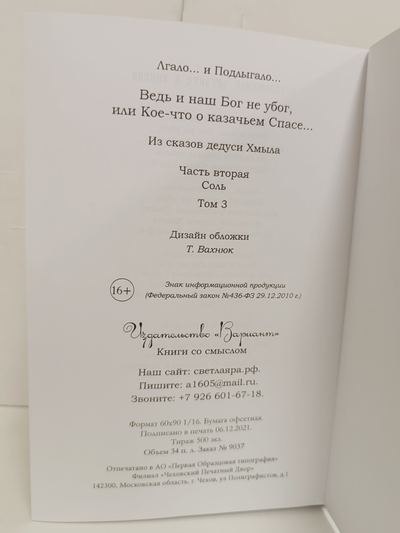 Лгало... и Подлыгало...
Ведь и наш Бог не убог,
или Кое-что о казачьем Спасе...
Из сказов дедуси Хмыла
Часть вторая
Соль
Том 3
Дизайн обложки
Т. Вахнюк
16+
Знак информационной продукции
(Федеральный закон №436-ФЗ 29.12.2010 г.)
Издательство «Вариант»
Книги со смыслом
Наш сайт: светлаяра.рф.
Пишите: a1605@mail.ru.
Звоните: +7 926 601-67-18.
Формат 60x90 1/16. Бумага офсетная.
Подписано в печать 06.12.2021.
Тираж 500 экз.
Объем 34 п. л. Заказ № 9037
Отпечатано в АО «Первая Образцовая типография»
Филиал «Чеховский Печатный Двор»
142300, Московская область, г. Чехов, ул. Полиграфистов, д.1